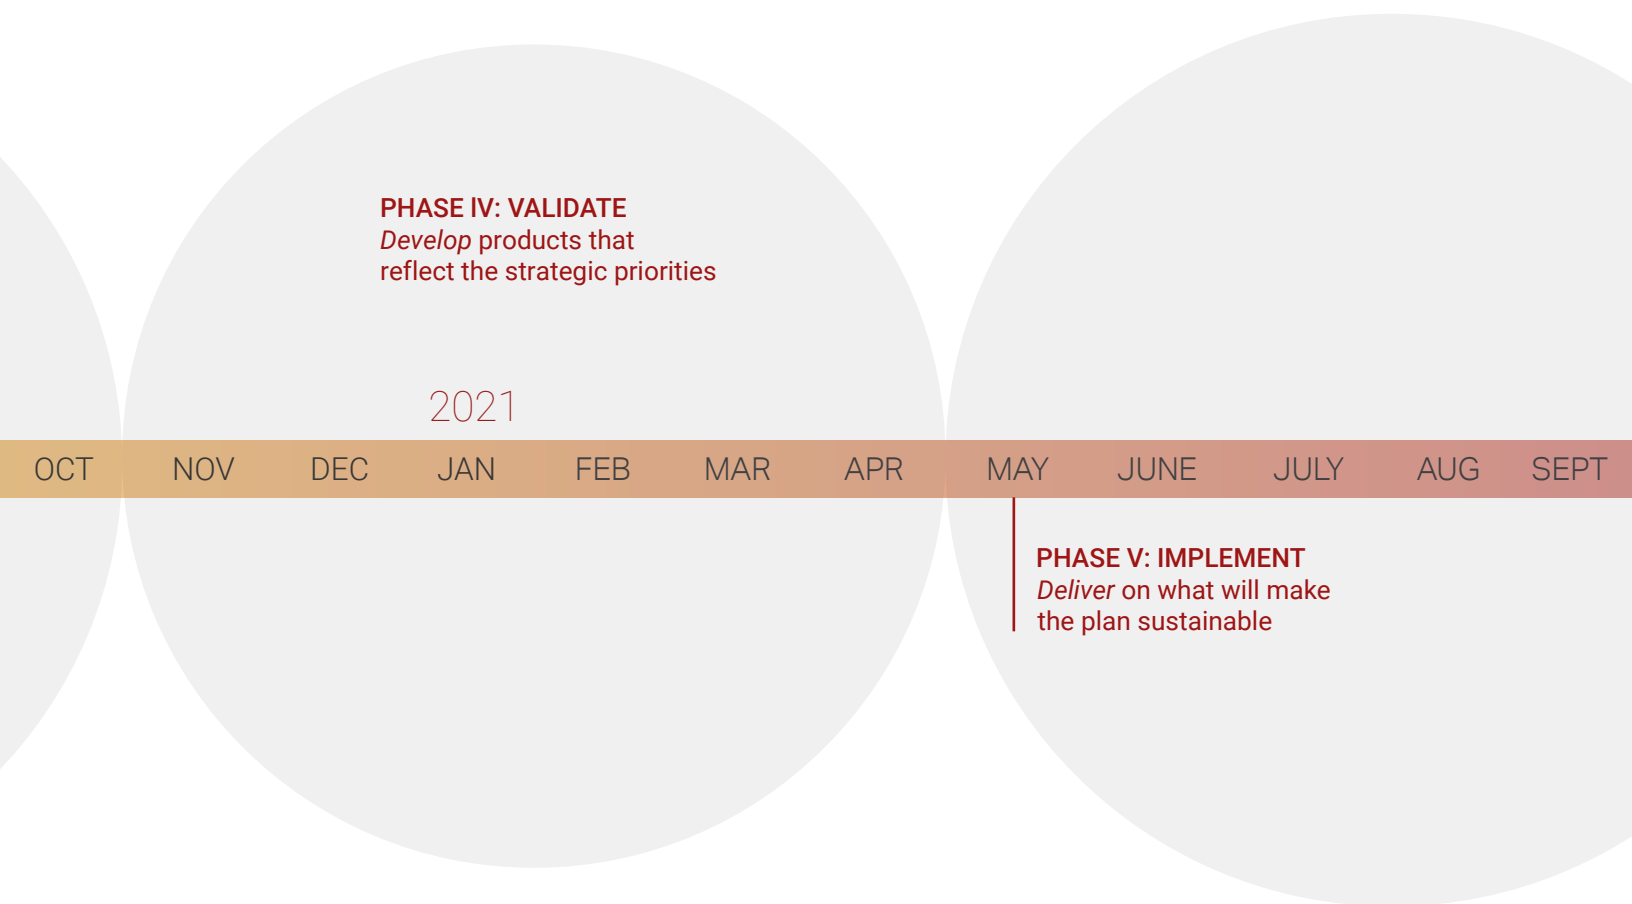 PHASE lV: VALIDATE
Develop products that
reflect the strategic priorities
2021
OCT NOV DEC JAN FEB MAR APR MAY JUNE JULY AUG SEPT
PHASE V: IMPLEMENT
Deliver on what will make
the plan sustainable